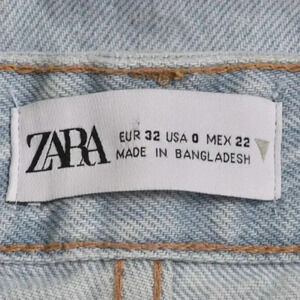 ZARA
EUR 32 USA 0 MEX 22
MADE IN BANGLADESH